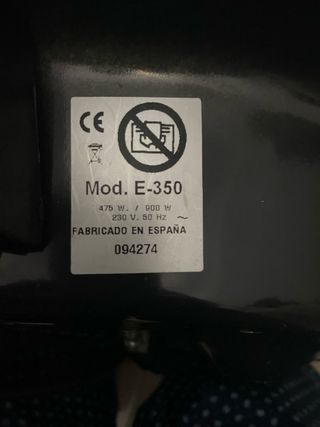 CE
Mod. E-350
475 W. / 900 W
230 V. 50 Hz ~
FABRICADO EN ESPAÑA
094274